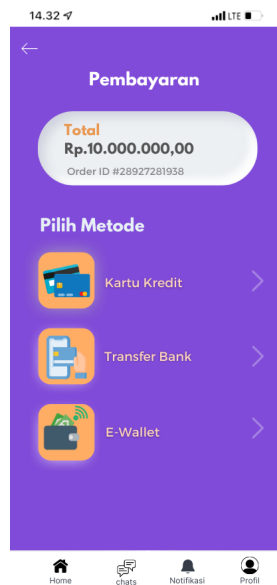 14.32
LTE
Pembayaran
Total
Rp.10.000.000,00
Order ID #28927281938
Pilih Metode
Kartu Kredit
Transfer Bank
E-Wallet
Home
chats
Notifikasi
Profil